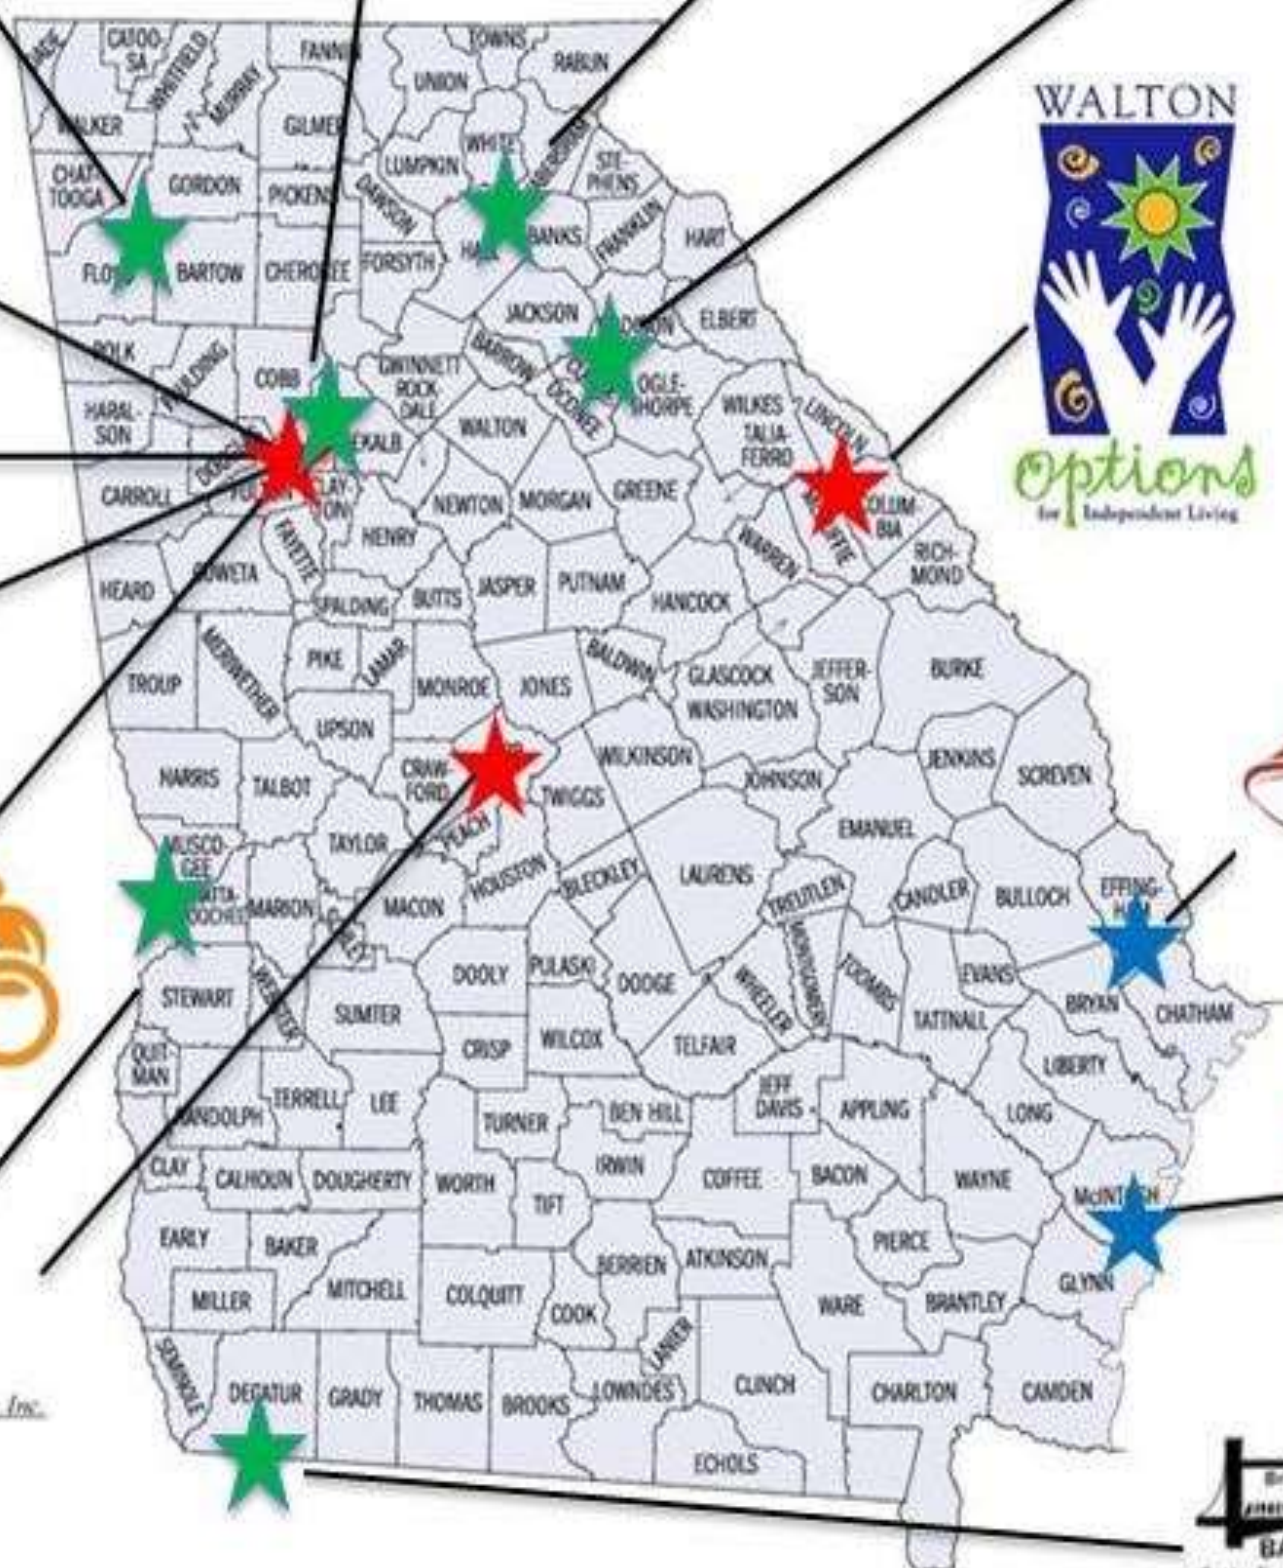 CATOO-
SA
WHITFIELD
MURRAY
FANNIN
UNION
TOWNS
RABUN
WALKER
GILMER
LUMPKIN
WHITE
STE-
PHENS
CHAT-
TOOGA
GORDON
PICKENS
DAWSON
BANKS
FRANKLIN
HART
BARTOW
CHEROKEE
FORSYTH
JACKSON
ELBERT
POLK
COBB
GWINNETT
ROCK
DALE
BARROW
OCONEE
OGLE-
THORPE
WILKES
LINCOLN
HARAL-
SON
WALTON
TALIA-
FERRO
CARROLL
NEWTON
MORGAN
GREENE
HENRY
FAYETTE
WARREN
RICH-
MOND
HEARD
COWETA
SPALDING
BUTTS
JASPER
PUTNAM
HANCOCK
TROUP
MERIWETHER
PIKE
LAMAR
MONROE
JONES
BALDWIN
GLASCOCK
WASHINGTON
JEFFER-
SON
BURKE
UPSON
HARRIS
TALBOT
CRAW-
FORD
TWIGGS
WILKINSON
JOHNSON
JENKINS
SCREVEN
MUSCO-
GEE
TAYLOR
PEACH
HOUSTON
BLECKLEY
LAURENS
EMANUEL
TREUTLEN
CANDLER
BULLOCH
EFFING-
MARION
MACON
DOOLY
PULASKI
DODGE
WHEELER
MONTGOMERY
TOOMBS
EVANS
BRYAN
CHATHAM
STEWART
WEBSTER
SUMTER
CRISP
WILCOX
TELFAIR
TATTNALL
LIBERTY
QUIT-
MAN
RANDOLPH
TERRELL
LEE
TURNER
BEN HILL
JEFF
DAVIS
APPLING
LONG
CLAY
CALHOUN
DOUGHERTY
WORTH
TIFT
IRWIN
COFFEE
BACON
WAYNE
McINTOSH
EARLY
BAKER
MITCHELL
COLQUITT
COOK
BERRIEN
ATKINSON
PIERCE
GLYNN
MILLER
WARE
BRANTLEY
SEMINOLE
DECATUR
GRADY
THOMAS
BROOKS
LOWNDES
LANIER
CLINCH
ECHOLS
CHARLTON
CAMDEN
WALTON
options
for Independent Living
Inc.